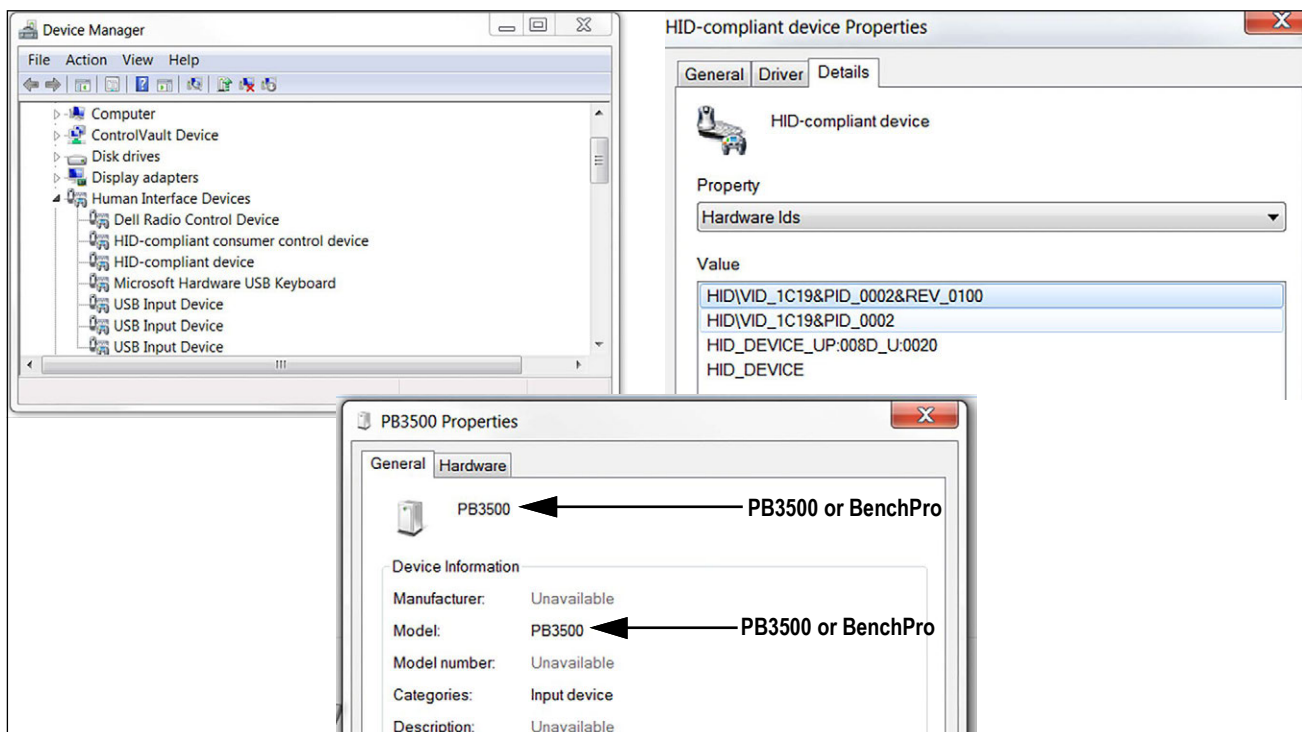 Device Manager
File Action View Help
Computer
ControlVault Device
Disk drives
Display adapters
Human Interface Devices
Dell Radio Control Device
HID-compliant consumer control device
HID-compliant device
Microsoft Hardware USB Keyboard
USB Input Device
USB Input Device
USB Input Device
HID-compliant device Properties
General Driver Details
HID-compliant device
Property
Hardware Ids
Value
HID\VID_1C19&PID_0002&REV_0100
HID\VID_1C19&PID_0002
HID_DEVICE_UP:008D_U:0020
HID_DEVICE
PB3500 Properties
General Hardware
PB3500 PB3500 or BenchPro
Device Information
Manufacturer: Unavailable
Model: PB3500 PB3500 or BenchPro
Model number: Unavailable
Categories: Input device
Description: Unavailable